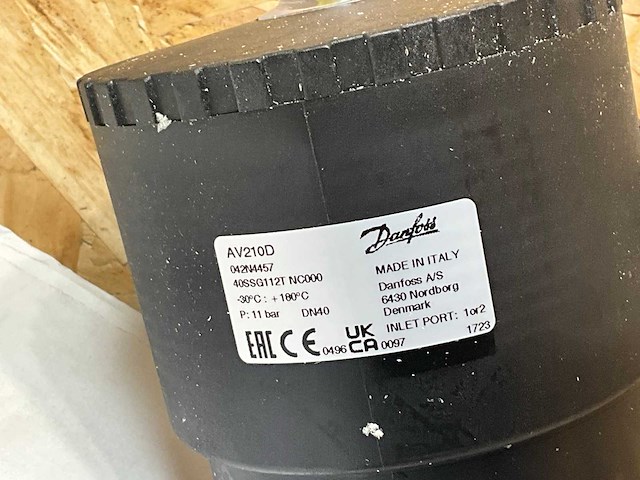 AV210D
042N4457
40SSG112T NC000
-30°C : +180°C
P: 11 bar DN40
EAC CE 0496 UK CA 0097
Danfoss
MADE IN ITALY
Danfoss A/S
6430 Nordborg
Denmark
INLET PORT: 1or2
1723